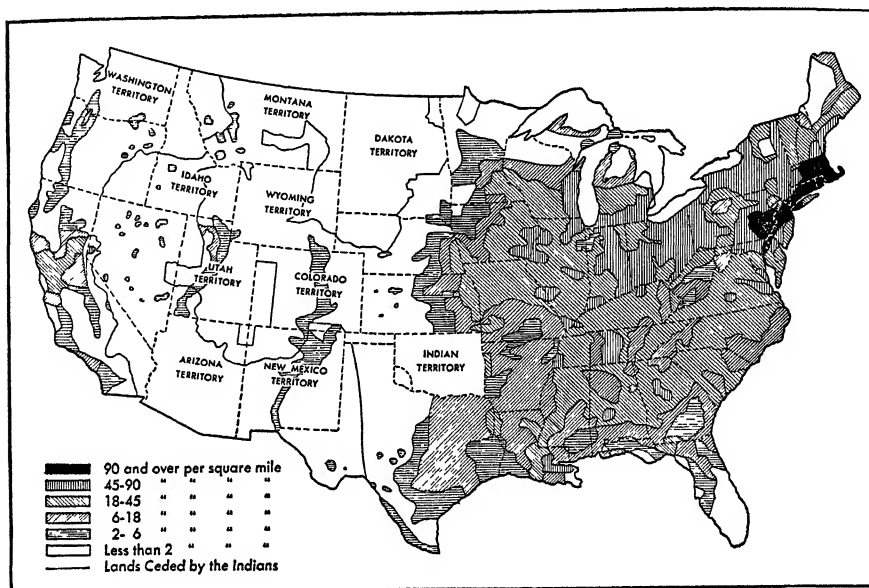 WASHINGTON
TERRITORY
MONTANA
TERRITORY
DAKOTA
TERRITORY
IDAHO
TERRITORY
WYOMING
TERRITORY
UTAH
TERRITORY
COLORADO
TERRITORY
ARIZONA
TERRITORY
NEW MEXICO
TERRITORY
INDIAN
TERRITORY
90 and over per square mile
45-90 " " " "
18-45 " " " "
6-18 " " " "
2- 6 " " " "
Less than 2 " " "
Lands Ceded by the Indians